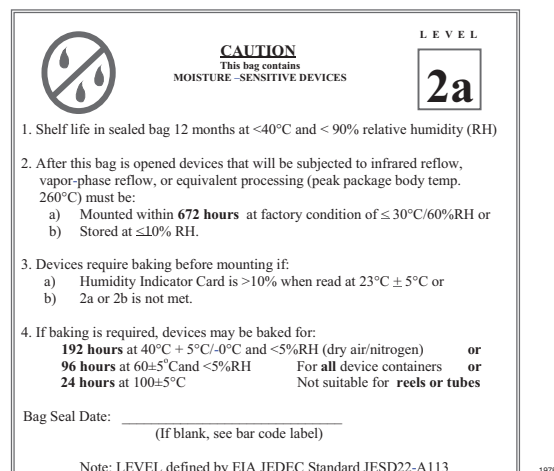 LEVEL
CAUTION
This bag contains
MOISTURE –SENSITIVE DEVICES
2a
1. Shelf life in sealed bag 12 months at <40°C and < 90% relative humidity (RH)
2. After this bag is opened devices that will be subjected to infrared reflow,
vapor-phase reflow, or equivalent processing (peak package body temp.
260°C) must be:
a) Mounted within 672 hours at factory condition of ≤ 30°C/60%RH or
b) Stored at ≤10% RH.
3. Devices require baking before mounting if:
a) Humidity Indicator Card is >10% when read at 23°C ± 5°C or
b) 2a or 2b is not met.
4. If baking is required, devices may be baked for:
192 hours at 40°C + 5°C/-0°C and <5%RH (dry air/nitrogen) or
96 hours at 60±5°Cand <5%RH For all device containers or
24 hours at 100±5°C Not suitable for reels or tubes
Bag Seal Date: ______________________________
(If blank, see bar code label)
Note: LEVEL defined by EIA JEDEC Standard JESD22-A113